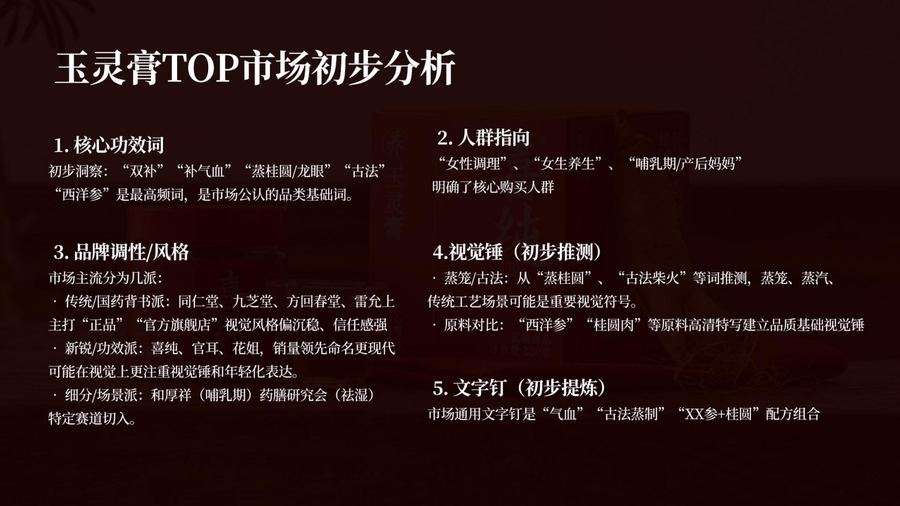 玉灵膏TOP市场初步分析
1. 核心功效词
初步洞察：“双补”“补气血”“蒸桂圆/龙眼”“古法”
“西洋参”是最高频词，是市场公认的品类基础词。
2. 人群指向
“女性调理”、“女生养生”、“哺乳期/产后妈妈”
明确了核心购买人群
3. 品牌调性/风格
市场主流分为几派：
· 传统/国药背书派：同仁堂、九芝堂、方回春堂、雷允上
主打“正品”“官方旗舰店”视觉风格偏沉稳、信任感强
· 新锐/功效派：喜纯、官耳、花姐，销量领先命名更现代
可能在视觉上更注重视觉锤和年轻化表达。
· 细分/场景派：和厚祥（哺乳期）药膳研究会（祛湿）
特定赛道切入。
4.视觉锤（初步推测）
· 蒸笼/古法：从“蒸桂圆”、“古法柴火”等词推测，蒸笼、蒸汽、
传统工艺场景可能是重要视觉符号。
· 原料对比：“西洋参”“桂圆肉”等原料高清特写建立品质基础视觉锤
5. 文字钉（初步提炼）
市场通用文字钉是“气血”“古法蒸制”“XX参+桂圆”配方组合